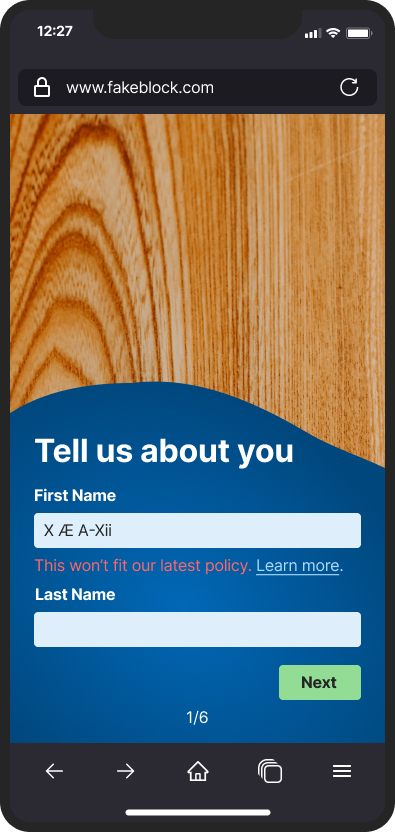 12:27
www.fakeblock.com
Tell us about you
First Name
X Æ A-Xii
This won’t fit our latest policy. Learn more.
Last Name
Next
1/6